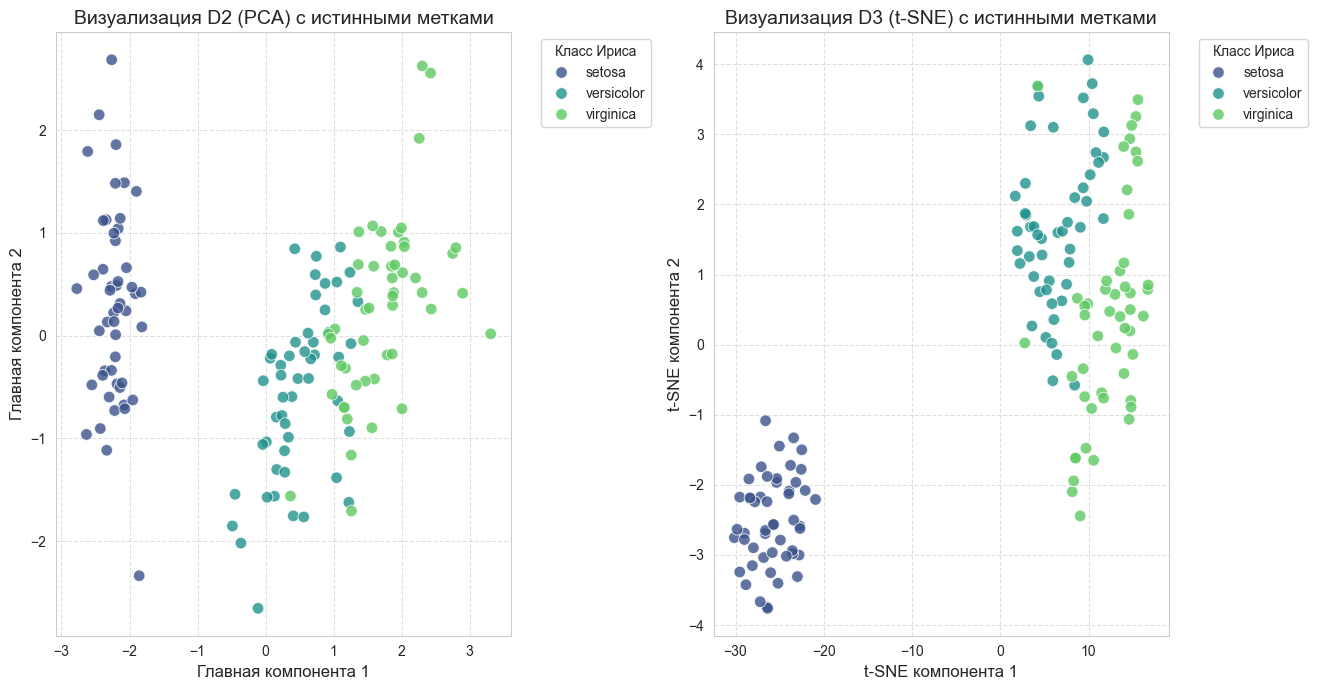 Визуализация D2 (PCA) с истинными метками
Класс Ириса
setosa
versicolor
virginica
Главная компонента 2
2
1
0
−1
−2
−3
−2
−1
0
1
2
3
Главная компонента 1
Визуализация D3 (t-SNE) с истинными метками
Класс Ириса
setosa
versicolor
virginica
t-SNE компонента 2
4
3
2
1
0
−1
−2
−3
−4
−30
−20
−10
0
10
t-SNE компонента 1